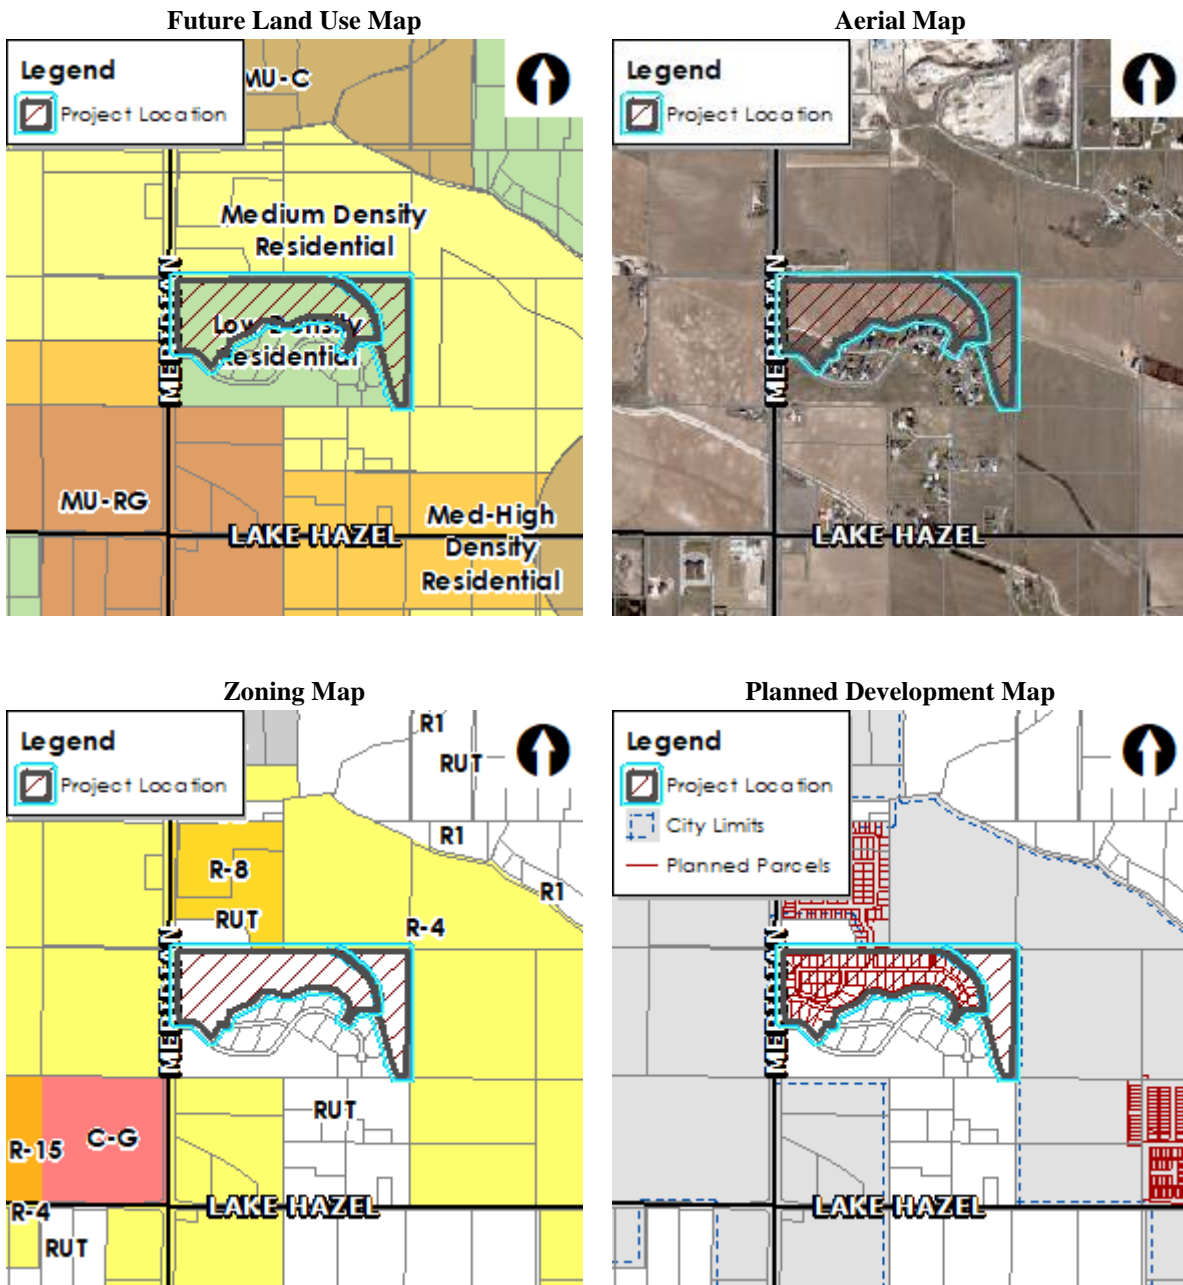 Future Land Use Map
Legend
Project Location
MU-C
Medium Density
Residential
MERIDIAN
Low Density
Residential
MU-RG
LAKE HAZEL
Med-High
Density
Residential
Aerial Map
Legend
Project Location
MERIDIAN
LAKE HAZEL
Zoning Map
Legend
Project Location
R1
RUT
R1
R-8
R1
RUT
R-4
MERIDIAN
RUT
C-G
R-15
LAKE HAZEL
R-4
RUT
Planned Development Map
Legend
Project Location
City Limits
Planned Parcels
MERIDIAN
LAKE HAZEL